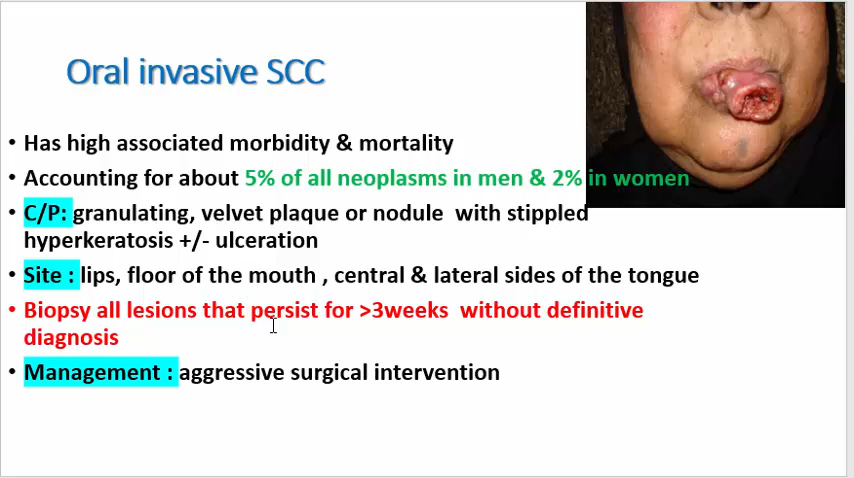 Oral invasive SCC
• Has high associated morbidity & mortality
• Accounting for about 5% of all neoplasms in men & 2% in women
• C/P: granulating, velvet plaque or nodule with stippled
hyperkeratosis +/- ulceration
• Site : lips, floor of the mouth , central & lateral sides of the tongue
• Biopsy all lesions that persist for >3weeks without definitive
diagnosis
• Management : aggressive surgical intervention